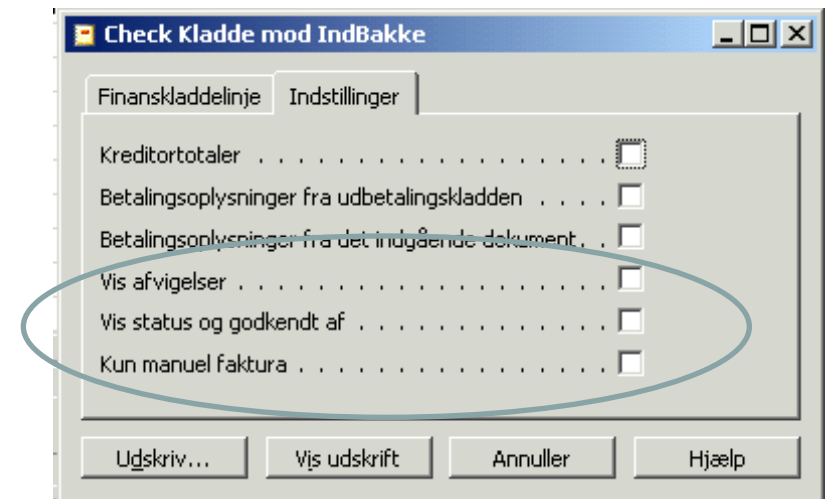 Check Kladde mod IndBakke
Finanskladdelinje Indstillinger
Kreditortotaler . . . . . . . . . . . . . . . . . .
Betalingsoplysninger fra udbetalingskladden . . . .
Betalingsoplysninger fra det indgående dokument . .
Vis afvigelser . . . . . . . . . . . . . . . . . . .
Vis status og godkendt af . . . . . . . . . . . . .
Kun manuel faktura . . . . . . . . . . . . . . . .
Udskriv... Vis udskrift Annuller Hjælp